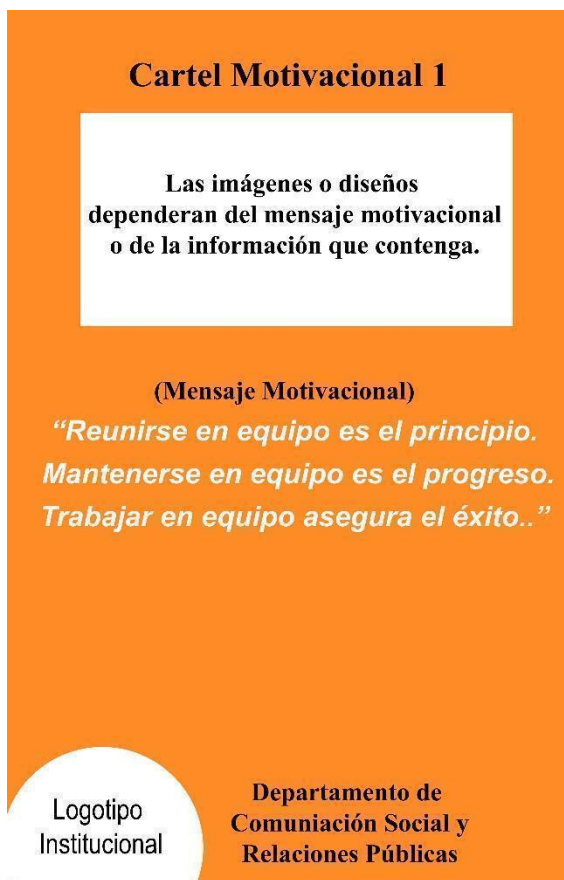 Cartel Motivacional 1
Las imágenes o diseños
dependeran del mensaje motivacional
o de la información que contenga.
(Mensaje Motivacional)
“Reunirse en equipo es el principio.
Mantenerse en equipo es el progreso.
Trabajar en equipo asegura el éxito..”
Logotipo
Institucional
Departamento de
Comuniación Social y
Relaciones Públicas